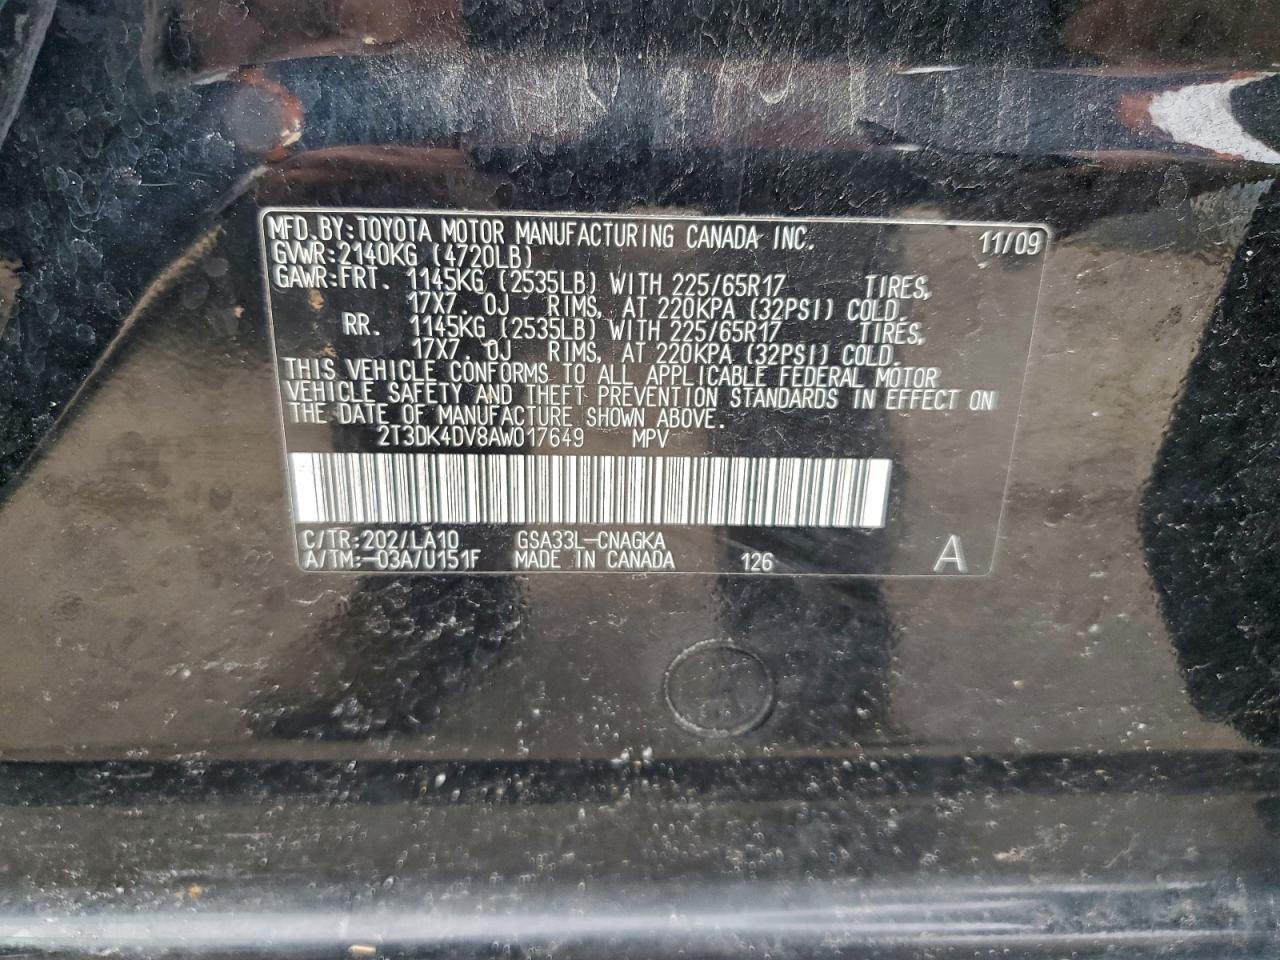 MFD.BY:TOYOTA MOTOR MANUFACTURING CANADA INC. 11/09
GVWR:2140KG (4720LB)
GAWR:FRT. 1145KG (2535LB) WITH 225/65R17 TIRES,
17X7.0J RIMS, AT 220KPA (32PSI) COLD.
RR. 1145KG (2535LB) WITH 225/65R17 TIRES,
17X7.0J RIMS, AT 220KPA (32PSI) COLD.
THIS VEHICLE CONFORMS TO ALL APPLICABLE FEDERAL MOTOR
VEHICLE SAFETY AND THEFT PREVENTION STANDARDS IN EFFECT ON
THE DATE OF MANUFACTURE SHOWN ABOVE.
2T3DK4DV8AW017649 MPV
C/TR:202/LA10 GSA33L-CNAGKA
A/TM:-03A/U151F MADE IN CANADA 126 A